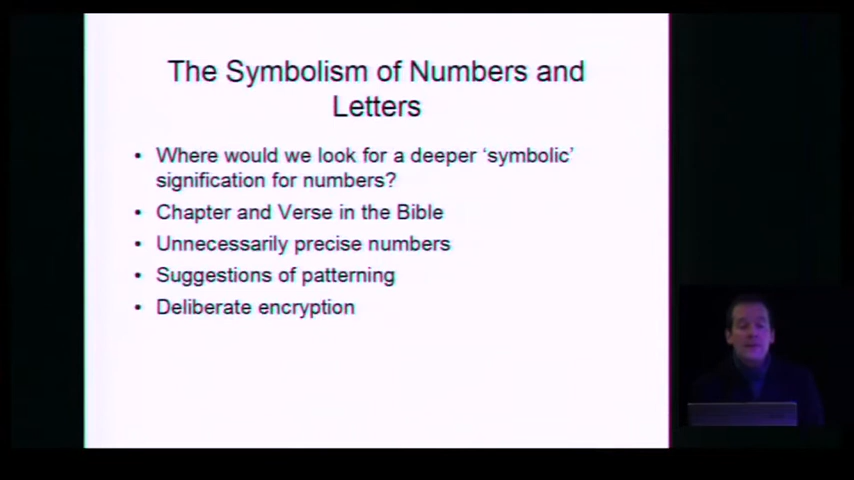 The Symbolism of Numbers and
Letters
• Where would we look for a deeper ‘symbolic’
signification for numbers?
• Chapter and Verse in the Bible
• Unnecessarily precise numbers
• Suggestions of patterning
• Deliberate encryption